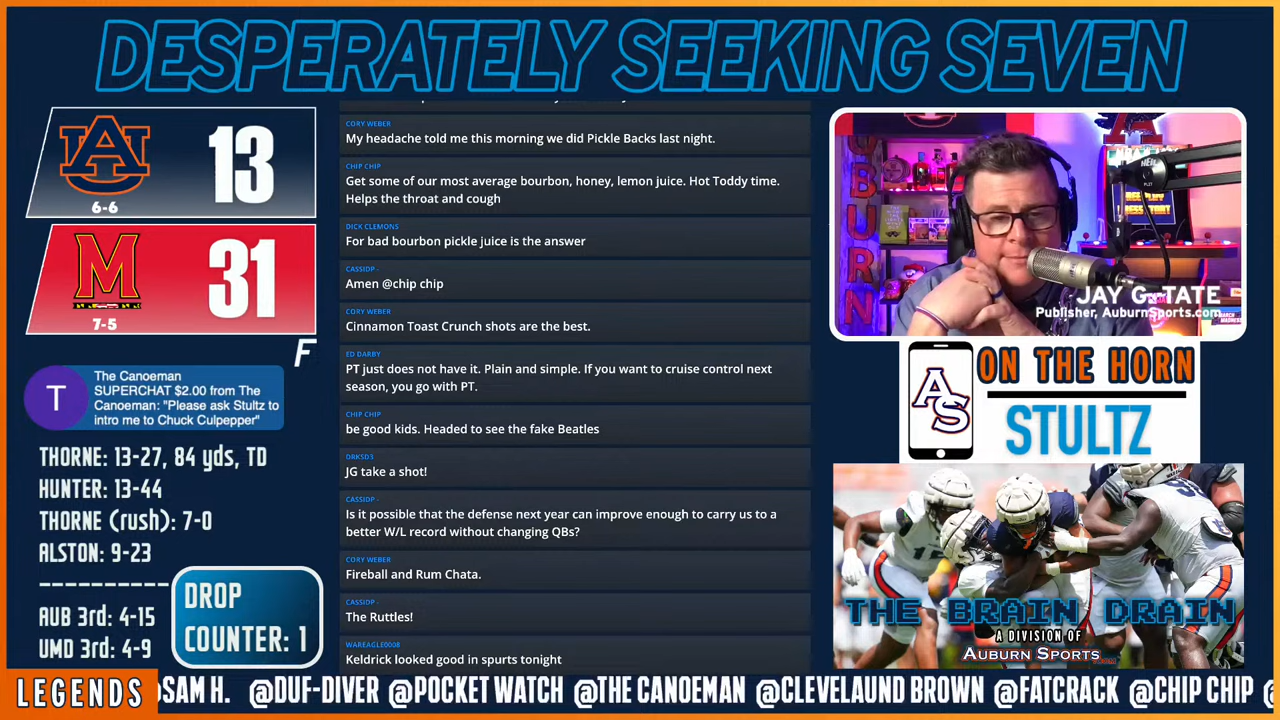 DESPERATELY SEEKING SEVEN
13
6-6
M
31
7-5
F
T
The Canoeman
SUPERCHAT $2.00 from The
Canoeman: "Please ask Stultz to
intro me to Chuck Culpepper"
THORNE: 13-27, 84 yds, TD
HUNTER: 13-44
THORNE (rush): 7-0
ALSTON: 9-23
----------
AUB 3rd: 4-15
UMD 3rd: 4-9
DROP
COUNTER: 1
CORY WEBER
My headache told me this morning we did Pickle Backs last night.
CHIP CHIP
Get some of our most average bourbon, honey, lemon juice. Hot Toddy time.
Helps the throat and cough
DICK CLEMONS
For bad bourbon pickle juice is the answer
CASSIDP -
Amen @chip chip
CORY WEBER
Cinnamon Toast Crunch shots are the best.
ED DARBY
PT just does not have it. Plain and simple. If you want to cruise control next
season, you go with PT.
CHIP CHIP
be good kids. Headed to see the fake Beatles
DRKSD3
JG take a shot!
CASSIDP -
Is it possible that the defense next year can improve enough to carry us to a
better W/L record without changing QBs?
CORY WEBER
Fireball and Rum Chata.
CASSIDP -
The Ruttles!
WAREAGLE0008
Keldrick looked good in spurts tonight
JAY G. TATE
Publisher, AuburnSports.com
AS
ON THE HORN
STULTZ
THE BRAIN DRAIN
A DIVISION OF
AUBURN SPORTS.COM
LEGENDS
@SAM H. @DUF-DIVER @POCKET WATCH @THE CANOEMAN @CLEVELAUND BROWN @FATCRACK @CHIP CHIP @